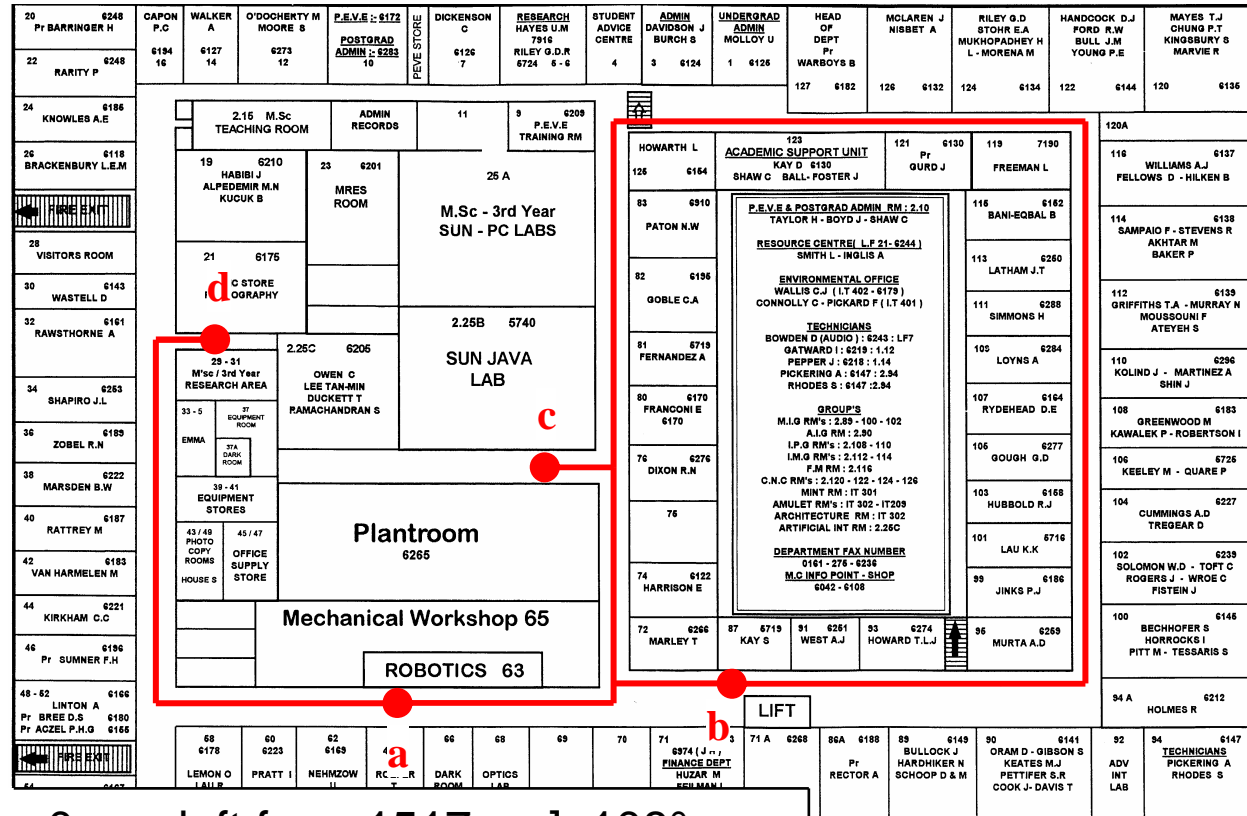 20 6248
Pr BARRINGER H
22 6248
RARITY P
24 6185
KNOWLES A.E
26 6118
BRACKENBURY L.E.M
FIRE EXIT
28
VISITORS ROOM
30 6143
WASTELL D
32 6161
RAWSTHORNE A
34 6253
SHAPIRO J.L
36 6189
ZOBEL R.N
38 6222
MARSDEN B.W
40 6187
RATTREY M
42 6183
VAN HARMELEN M
44 6221
KIRKHAM C.C
46 6196
Pr SUMNER F.H
48 - 52 6166
LINTON A
Pr BREE D.S 6180
Pr ACZEL P.H.G 6155
FIRE EXIT
CAPON
P.C
6194
16
WALKER
A
6127
14
O'DOCHERTY M
MOORE S
6273
12
P.E.V.E :- 6172
POSTGRAD
ADMIN :- 6283
10
PEVE STORE
DICKENSON
C
6126
7
RESEARCH
HAYES U.M
7916
RILEY G.D.R
5724 5 - 6
STUDENT
ADVICE
CENTRE
4
ADMIN
DAVIDSON J
BURCH S
3 6124
UNDERGRAD
ADMIN
MOLLOY U
1 6125
HEAD
OF
DEPT
Pr
WARBOYS B
127 6182
MCLAREN J
NISBET A
126 6132
RILEY G.D
STOHR E.A
MUKHOPADHEY H
L - MORENA M
124 6134
HANDCOCK D.J
FORD R.W
BULL J.M
YOUNG P.E
122 6144
MAYES T.J
CHUNG P.T
KINGSBURY S
MARVIE R
120 6135
2.15 M.Sc
TEACHING ROOM
ADMIN
RECORDS
11
9 6209
P.E.V.E
TRAINING RM
19 6210
HABIBI J
ALPEDEMIR M.N
KUCUK B
23 6201
MRES
ROOM
25 A
M.Sc - 3rd Year
SUN - PC LABS
21 6175
C STORE
OGRAPHY
d
2.25B 5740
SUN JAVA
LAB
2.25C 6205
OWEN C
LEE TAN-MIN
DUCKETT T
RAMACHANDRAN S
29 - 31
M'sc / 3rd Year
RESEARCH AREA
33 - 5
EMMA
37
EQUIPMENT
ROOM
37A
DARK
ROOM
39 - 41
EQUIPMENT
STORES
43 / 49
PHOTO
COPY
ROOMS
HOUSE S
45 / 47
OFFICE
SUPPLY
STORE
c
Plantroom
6265
Mechanical Workshop 65
ROBOTICS 63
HOWARTH L
125 6154
123
ACADEMIC SUPPORT UNIT
KAY D 6130
SHAW C BALL- FOSTER J
121 6130
Pr
GURD J
119 7190
FREEMAN L
83 6910
PATON N.W
82 6195
GOBLE C.A
81 5719
FERNANDEZ A
80 6170
FRANCONI E
6170
76 6276
DIXON R.N
75
74 6122
HARRISON E
72 6266
MARLEY T
P.E.V.E & POSTGRAD ADMIN RM : 2.10
TAYLOR H - BOYD J - SHAW C
RESOURCE CENTRE( L.F 21- 6244 )
SMITH L - INGLIS A
ENVIRONMENTAL OFFICE
WALLIS C.J ( I.T 402 - 6179 )
CONNOLLY C - PICKARD F ( I.T 401 )
TECHNICIANS
BOWDEN D (AUDIO ) : 6243 : LF7
GATWARD I : 6219 : 1.12
PEPPER J : 6218 : 1.14
PICKERING A : 6147 : 2.94
RHODES S : 6147 :2.94
GROUP'S
M.I.G RM's : 2.89 - 100 - 102
A.I.G RM : 2.90
I.P.G RM's : 2.108 - 110
I.M.G RM's : 2.112 - 114
F.M RM : 2.116
C.N.C RM's : 2.120 - 122 - 124 - 126
MINT RM : IT 301
AMULET RM's : IT 302 - IT209
ARCHITECTURE RM : IT 302
ARTIFICIAL INT RM : 2.25C
DEPARTMENT FAX NUMBER
0161 - 275 - 6236
M.C INFO POINT - SHOP
6042 - 6108
115 6152
BANI-EQBAL B
113 6250
LATHAM J.T
111 6288
SIMMONS H
6284
LOYNS A
107 6164
RYDEHEAD D.E
105 6277
GOUGH G.D
103 6158
HUBBOLD R.J
101 5716
LAU K.K
99 6186
JINKS P.J
95 6259
MURTA A.D
87 5719
KAY S
91 6251
WEST A.J
93 6274
HOWARD T.L.J
120A
116 6137
WILLIAMS A.J
FELLOWS D - HILKEN B
114 6138
SAMPAIO F - STEVENS R
AKHTAR M
BAKER P
112 6139
GRIFFITHS T.A - MURRAY N
MOUSSOUNI F
ATEYEH S
110 6296
KOLIND J - MARTINEZ A
SHIN J
108 6183
GREENWOOD M
KAWALEK P - ROBERTSON I
106 5725
KEELEY M - QUARE P
104 6227
CUMMINGS A.D
TREGEAR D
102 6239
SOLOMON W.D - TOFT C
ROGERS J - WROE C
FISTEIN J
100 6145
BECHHOFER S
HORROCKS I
PITT M - TESSARIS S
94 A 6212
HOLMES R
LIFT
58
6178
LEMON O
60
6223
PRATT I
62
6169
NEHMZOW
a
66
DARK
ROOM
68
OPTICS
LAB
69
70
b
71 3
6974
FINANCE DEPT
HUZAR M
71 A 6268
86A 6188
Pr
RECTOR A
89 6149
BULLOCK J
HARDHIKER N
SCHOOP D & M
90 6141
ORAM D - GIBSON S
KEATES M.J
PETTIFER S.R
COOK J- DAVIS T
92
ADV
INT
LAB
94 6147
TECHNICIANS
PICKERING A
RHODES S